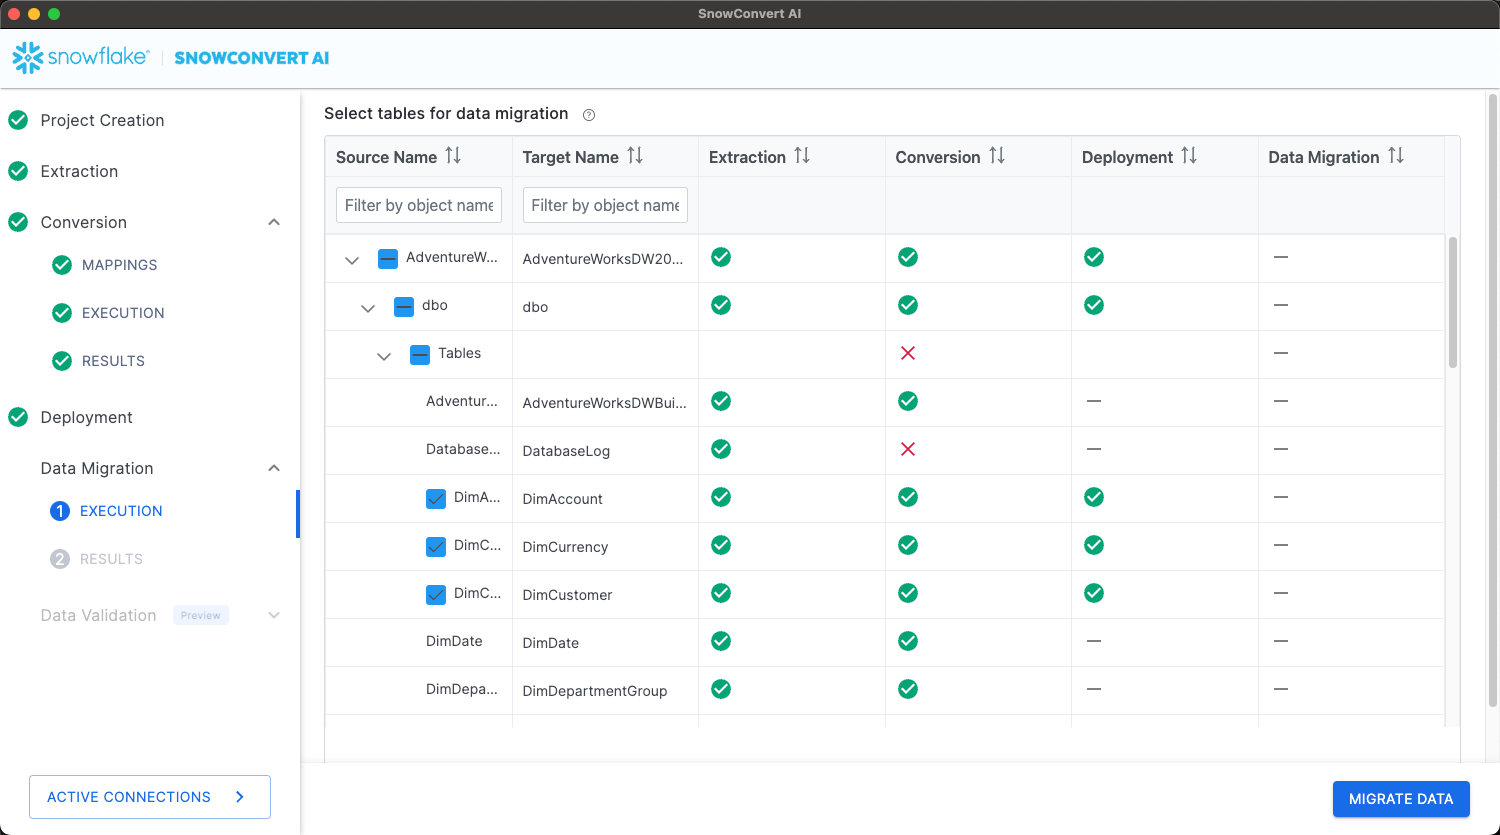 SnowConvert AI
snowflake® SNOWCONVERT AI
Project Creation
Extraction
Conversion
MAPPINGS
EXECUTION
RESULTS
Deployment
Data Migration
1 EXECUTION
2 RESULTS
Data Validation Preview
ACTIVE CONNECTIONS
Select tables for data migration ?
Source Name Target Name Extraction Conversion Deployment Data Migration
Filter by object name Filter by object name
AdventureW... AdventureWorksDW20...
dbo dbo
Tables
Adventur... AdventureWorksDWBui...
Database... DatabaseLog
DimA... DimAccount
DimC... DimCurrency
DimC... DimCustomer
DimDate DimDate
DimDepa... DimDepartmentGroup
MIGRATE DATA